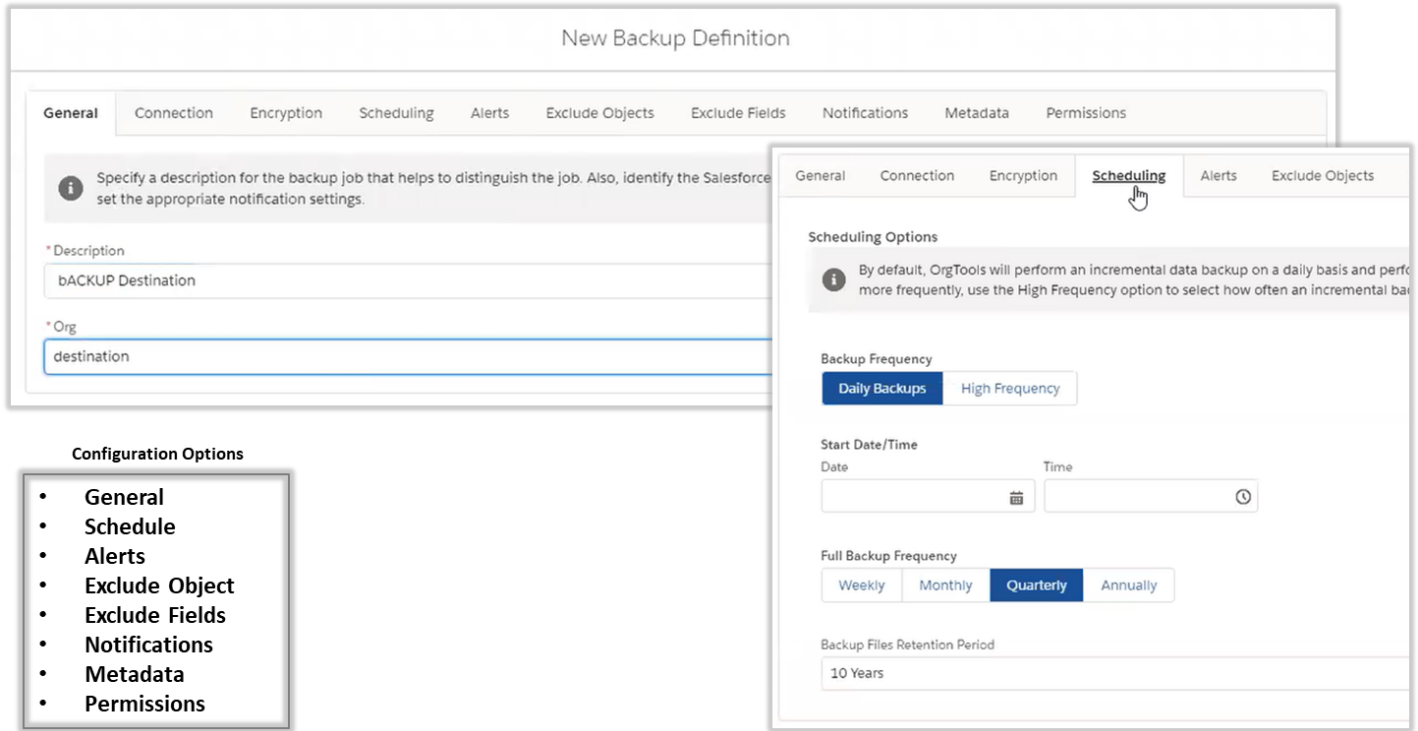 New Backup Definition
General Connection Encryption Scheduling Alerts Exclude Objects Exclude Fields Notifications Metadata Permissions
Specify a description for the backup job that helps to distinguish the job. Also, identify the Salesforce
set the appropriate notification settings.
* Description
bACKUP Destination
* Org
destination
General Connection Encryption Scheduling Alerts Exclude Objects
Scheduling Options
By default, OrgTools will perform an incremental data backup on a daily basis and
more frequently, use the High Frequency option to select how often an incremental
Backup Frequency
Daily Backups High Frequency
Start Date/Time
Date Time
Full Backup Frequency
Weekly Monthly Quarterly Annually
Backup Files Retention Period
10 Years
Configuration Options
• General
• Schedule
• Alerts
• Exclude Object
• Exclude Fields
• Notifications
• Metadata
• Permissions